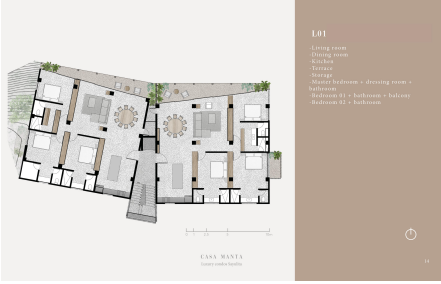 L01
Living room
Dining room
Kitchen
Terrace
Storage
Master bedroom + dressing room +
bathroom
Bedroom 01 + bathroom + balcony
Bedroom 02 + bathroom
CASA MANTA